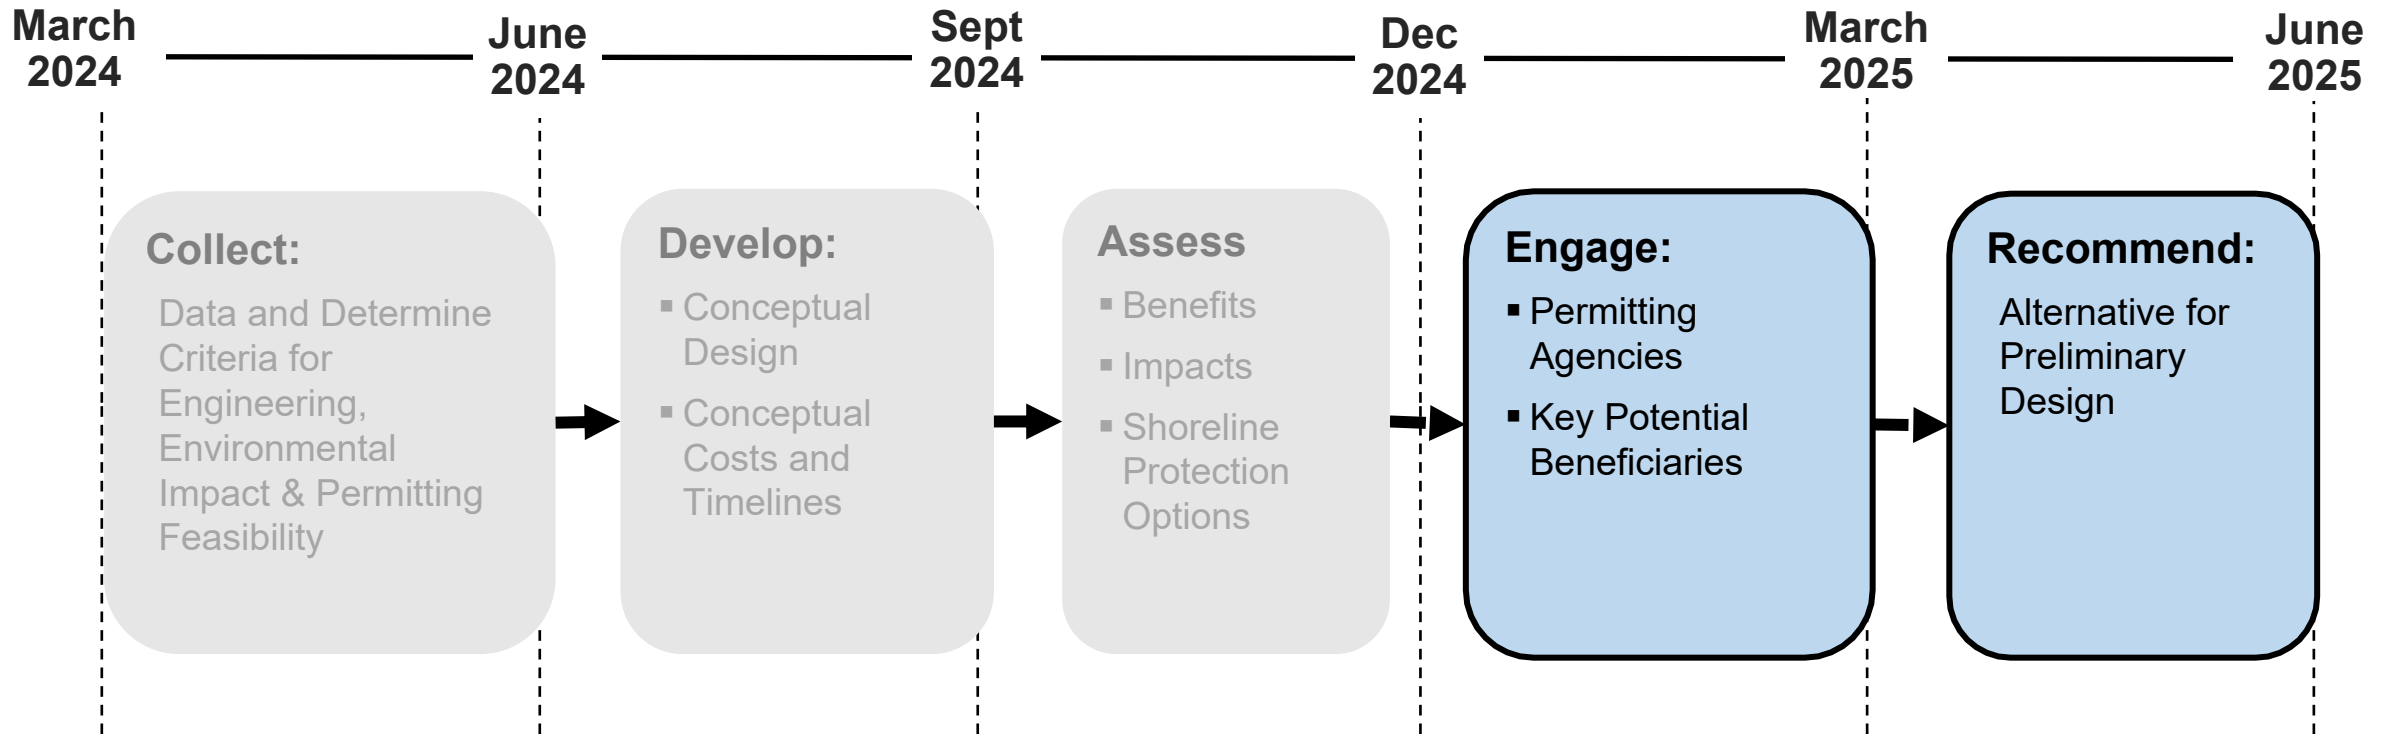 March
2024
June
2024
Sept
2024
Dec
2024
March
2025
June
2025
Collect:
Data and Determine
Criteria for
Engineering,
Environmental
Impact & Permitting
Feasibility
Develop:
▪ Conceptual
Design
▪ Conceptual
Costs and
Timelines
Assess
▪ Benefits
▪ Impacts
▪ Shoreline
Protection
Options
Engage:
▪ Permitting
Agencies
▪ Key Potential
Beneficiaries
Recommend:
Alternative for
Preliminary
Design